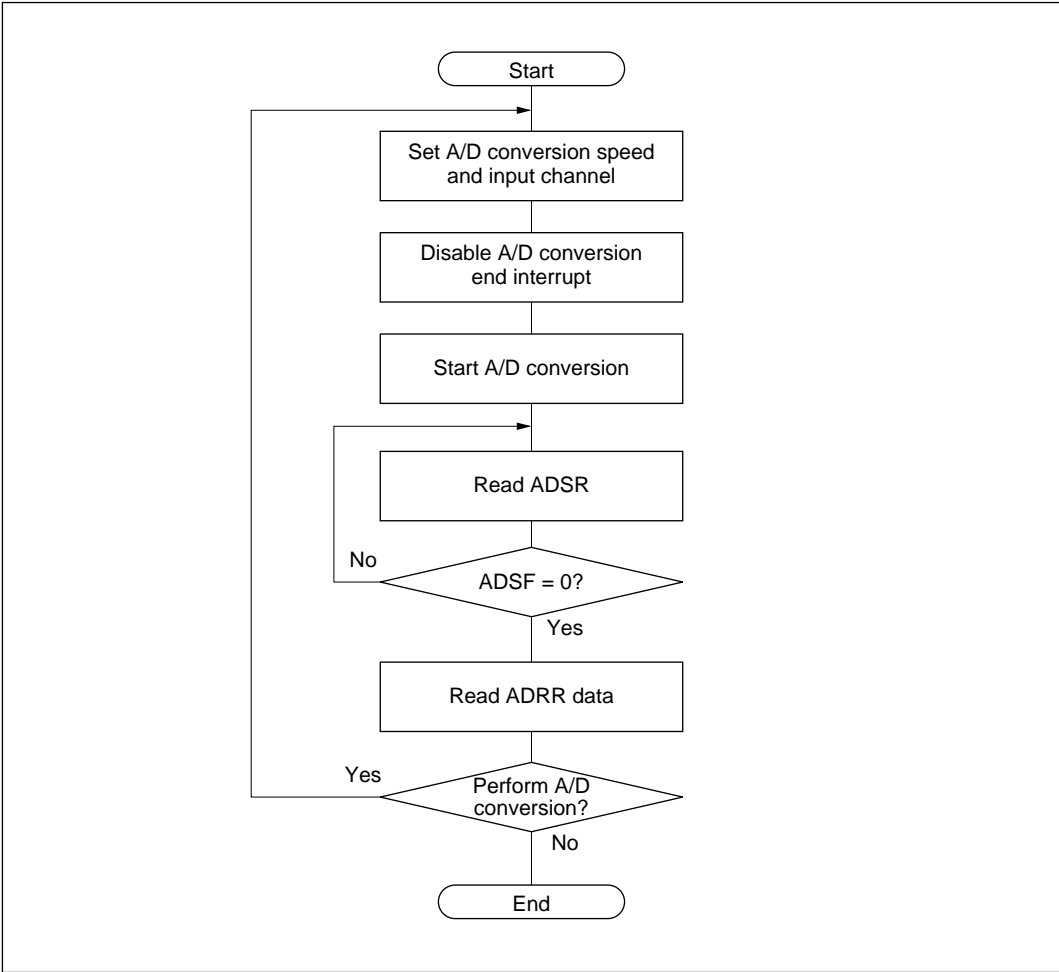 Start
Set A/D conversion speed
and input channel
Disable A/D conversion
end interrupt
Start A/D conversion
Read ADSR
No
ADSF = 0?
Yes
Read ADRR data
Yes
Perform A/D
conversion?
No
End